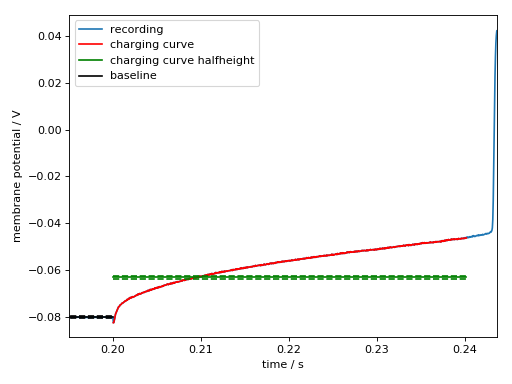 recording
charging curve
charging curve halfheight
baseline
membrane potential / V
0.04
0.02
0.00
−0.02
−0.04
−0.06
−0.08
0.20
0.21
0.22
0.23
0.24
time / s